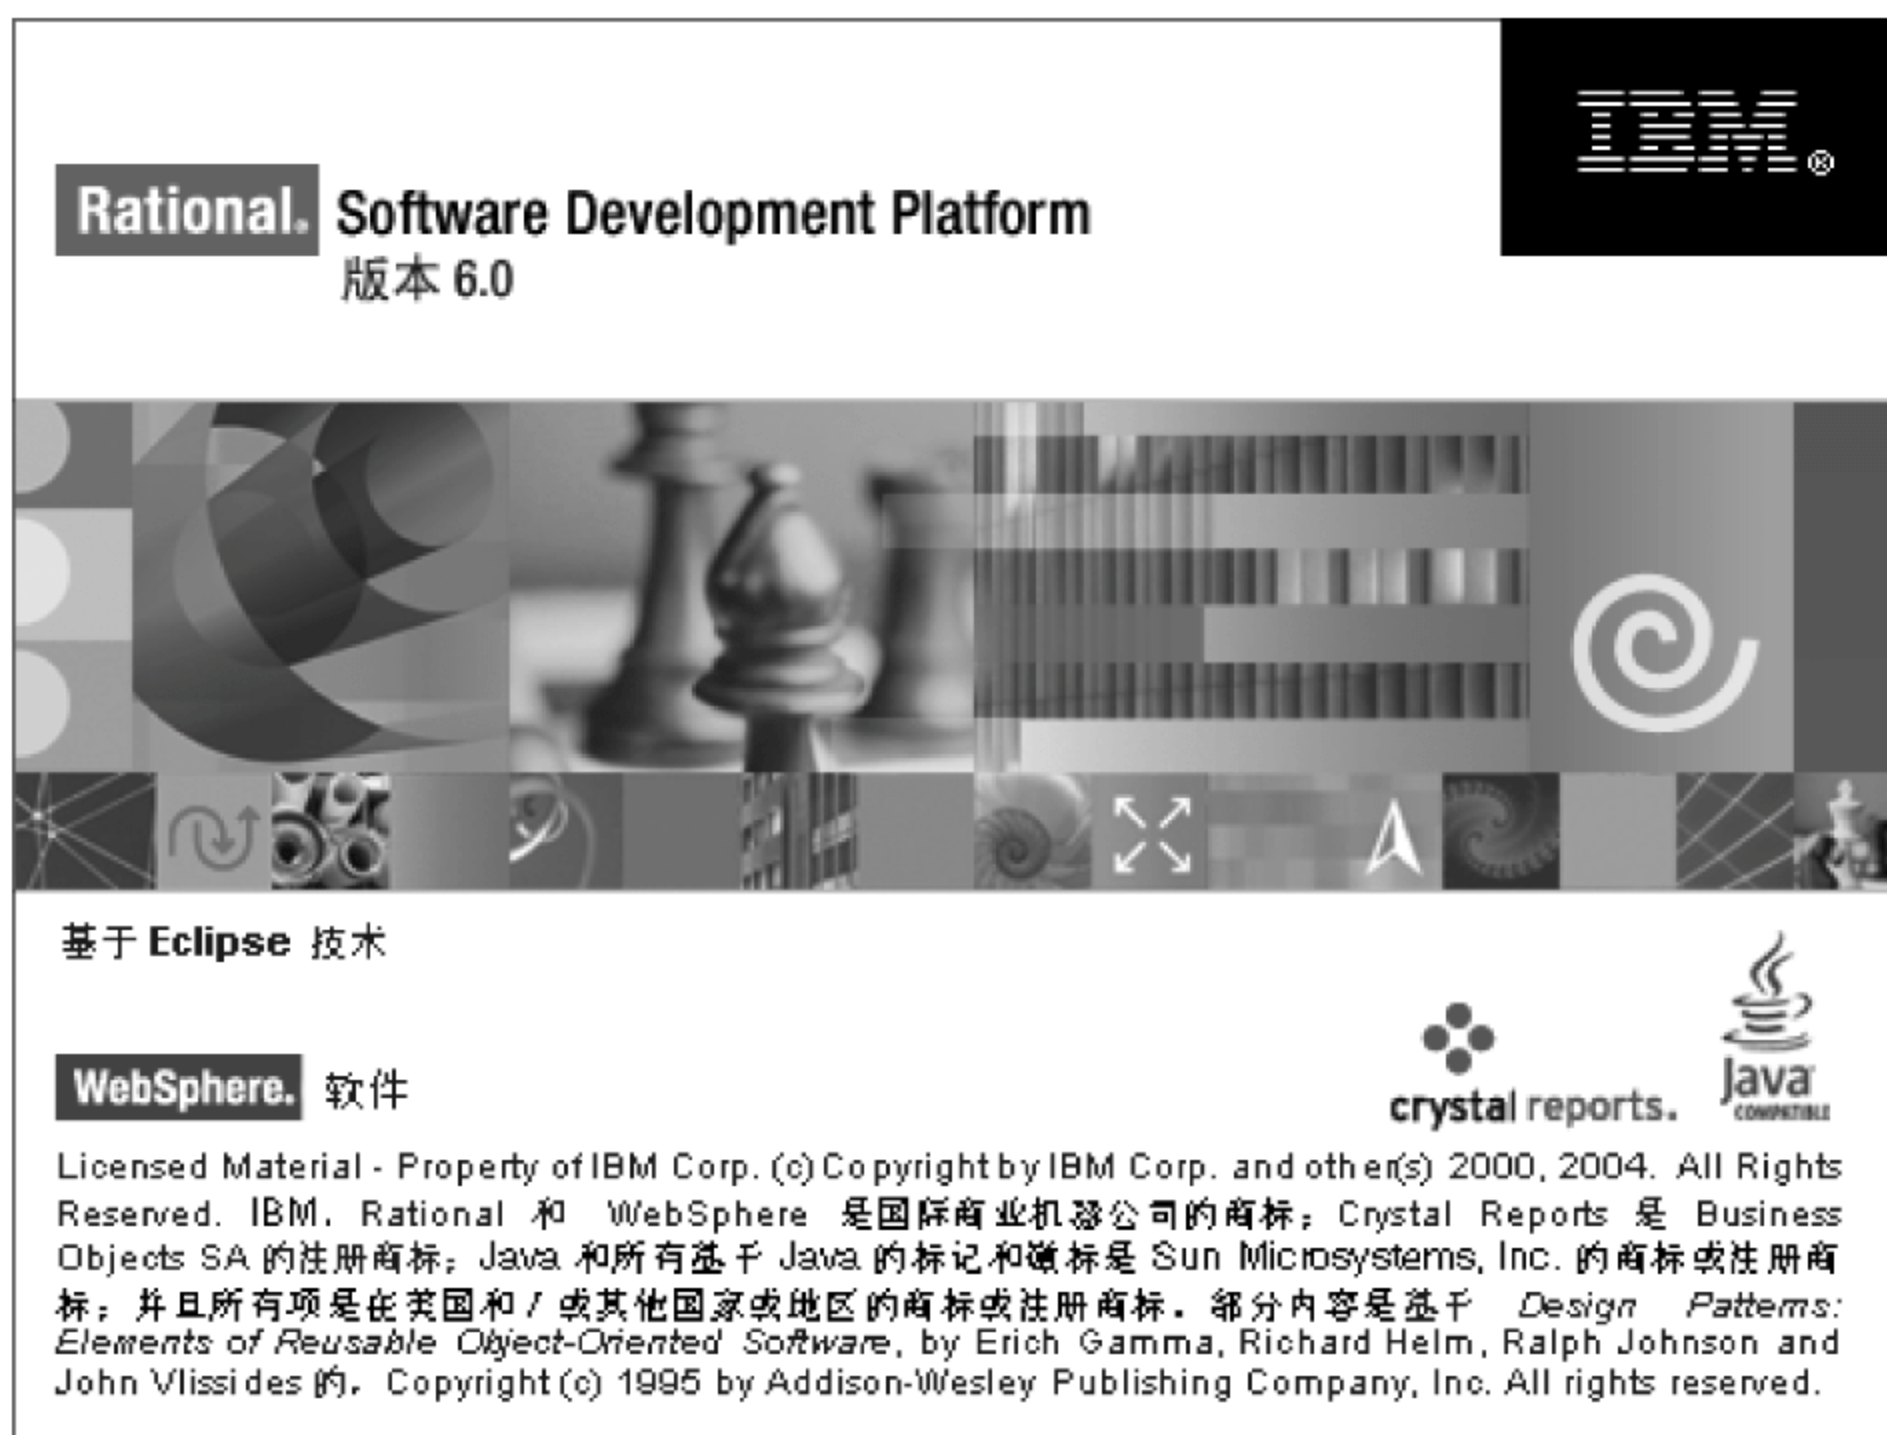 IBM®
Rational® Software Development Platform
版本 6.0
基于 Eclipse 技术
crystal reports.
Java
COMPATIBLE
WebSphere. 软件
Licensed Material - Property of IBM Corp. (c) Copyright by IBM Corp. and other(s) 2000, 2004. All Rights
Reserved. IBM, Rational 和 WebSphere 是国际商业机器公司的商标；Crystal Reports 是 Business
Objects SA 的注册商标；Java 和所有基于 Java 的标记和徽标是 Sun Microsystems, Inc. 的商标或注册商
标；并且所有项是在美国和 / 或其他国家或地区的商标或注册商标．部分内容是基于 Design Patterns:
Elements of Reusable Object-Oriented Software, by Erich Gamma, Richard Helm, Ralph Johnson and
John Vlissides 的．Copyright (c) 1995 by Addison-Wesley Publishing Company, Inc. All rights reserved.